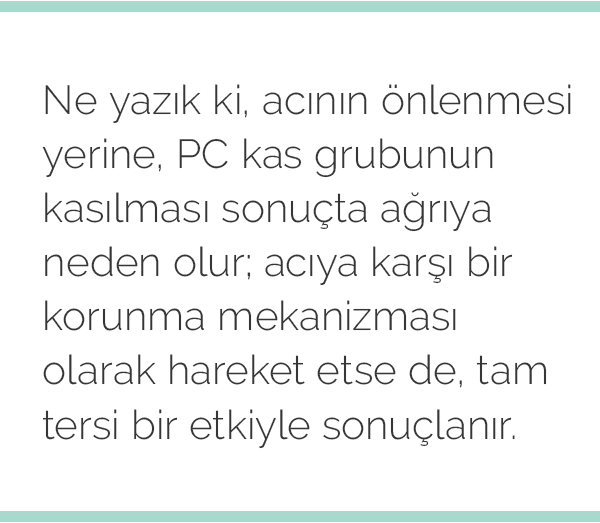 Ne yazık ki, acının önlenmesi
yerine, PC kas grubunun
kasılması sonuçta ağrıya
neden olur; acıya karşı bir
korunma mekanizması
olarak hareket etse de, tam
tersi bir etkiyle sonuçlanır.